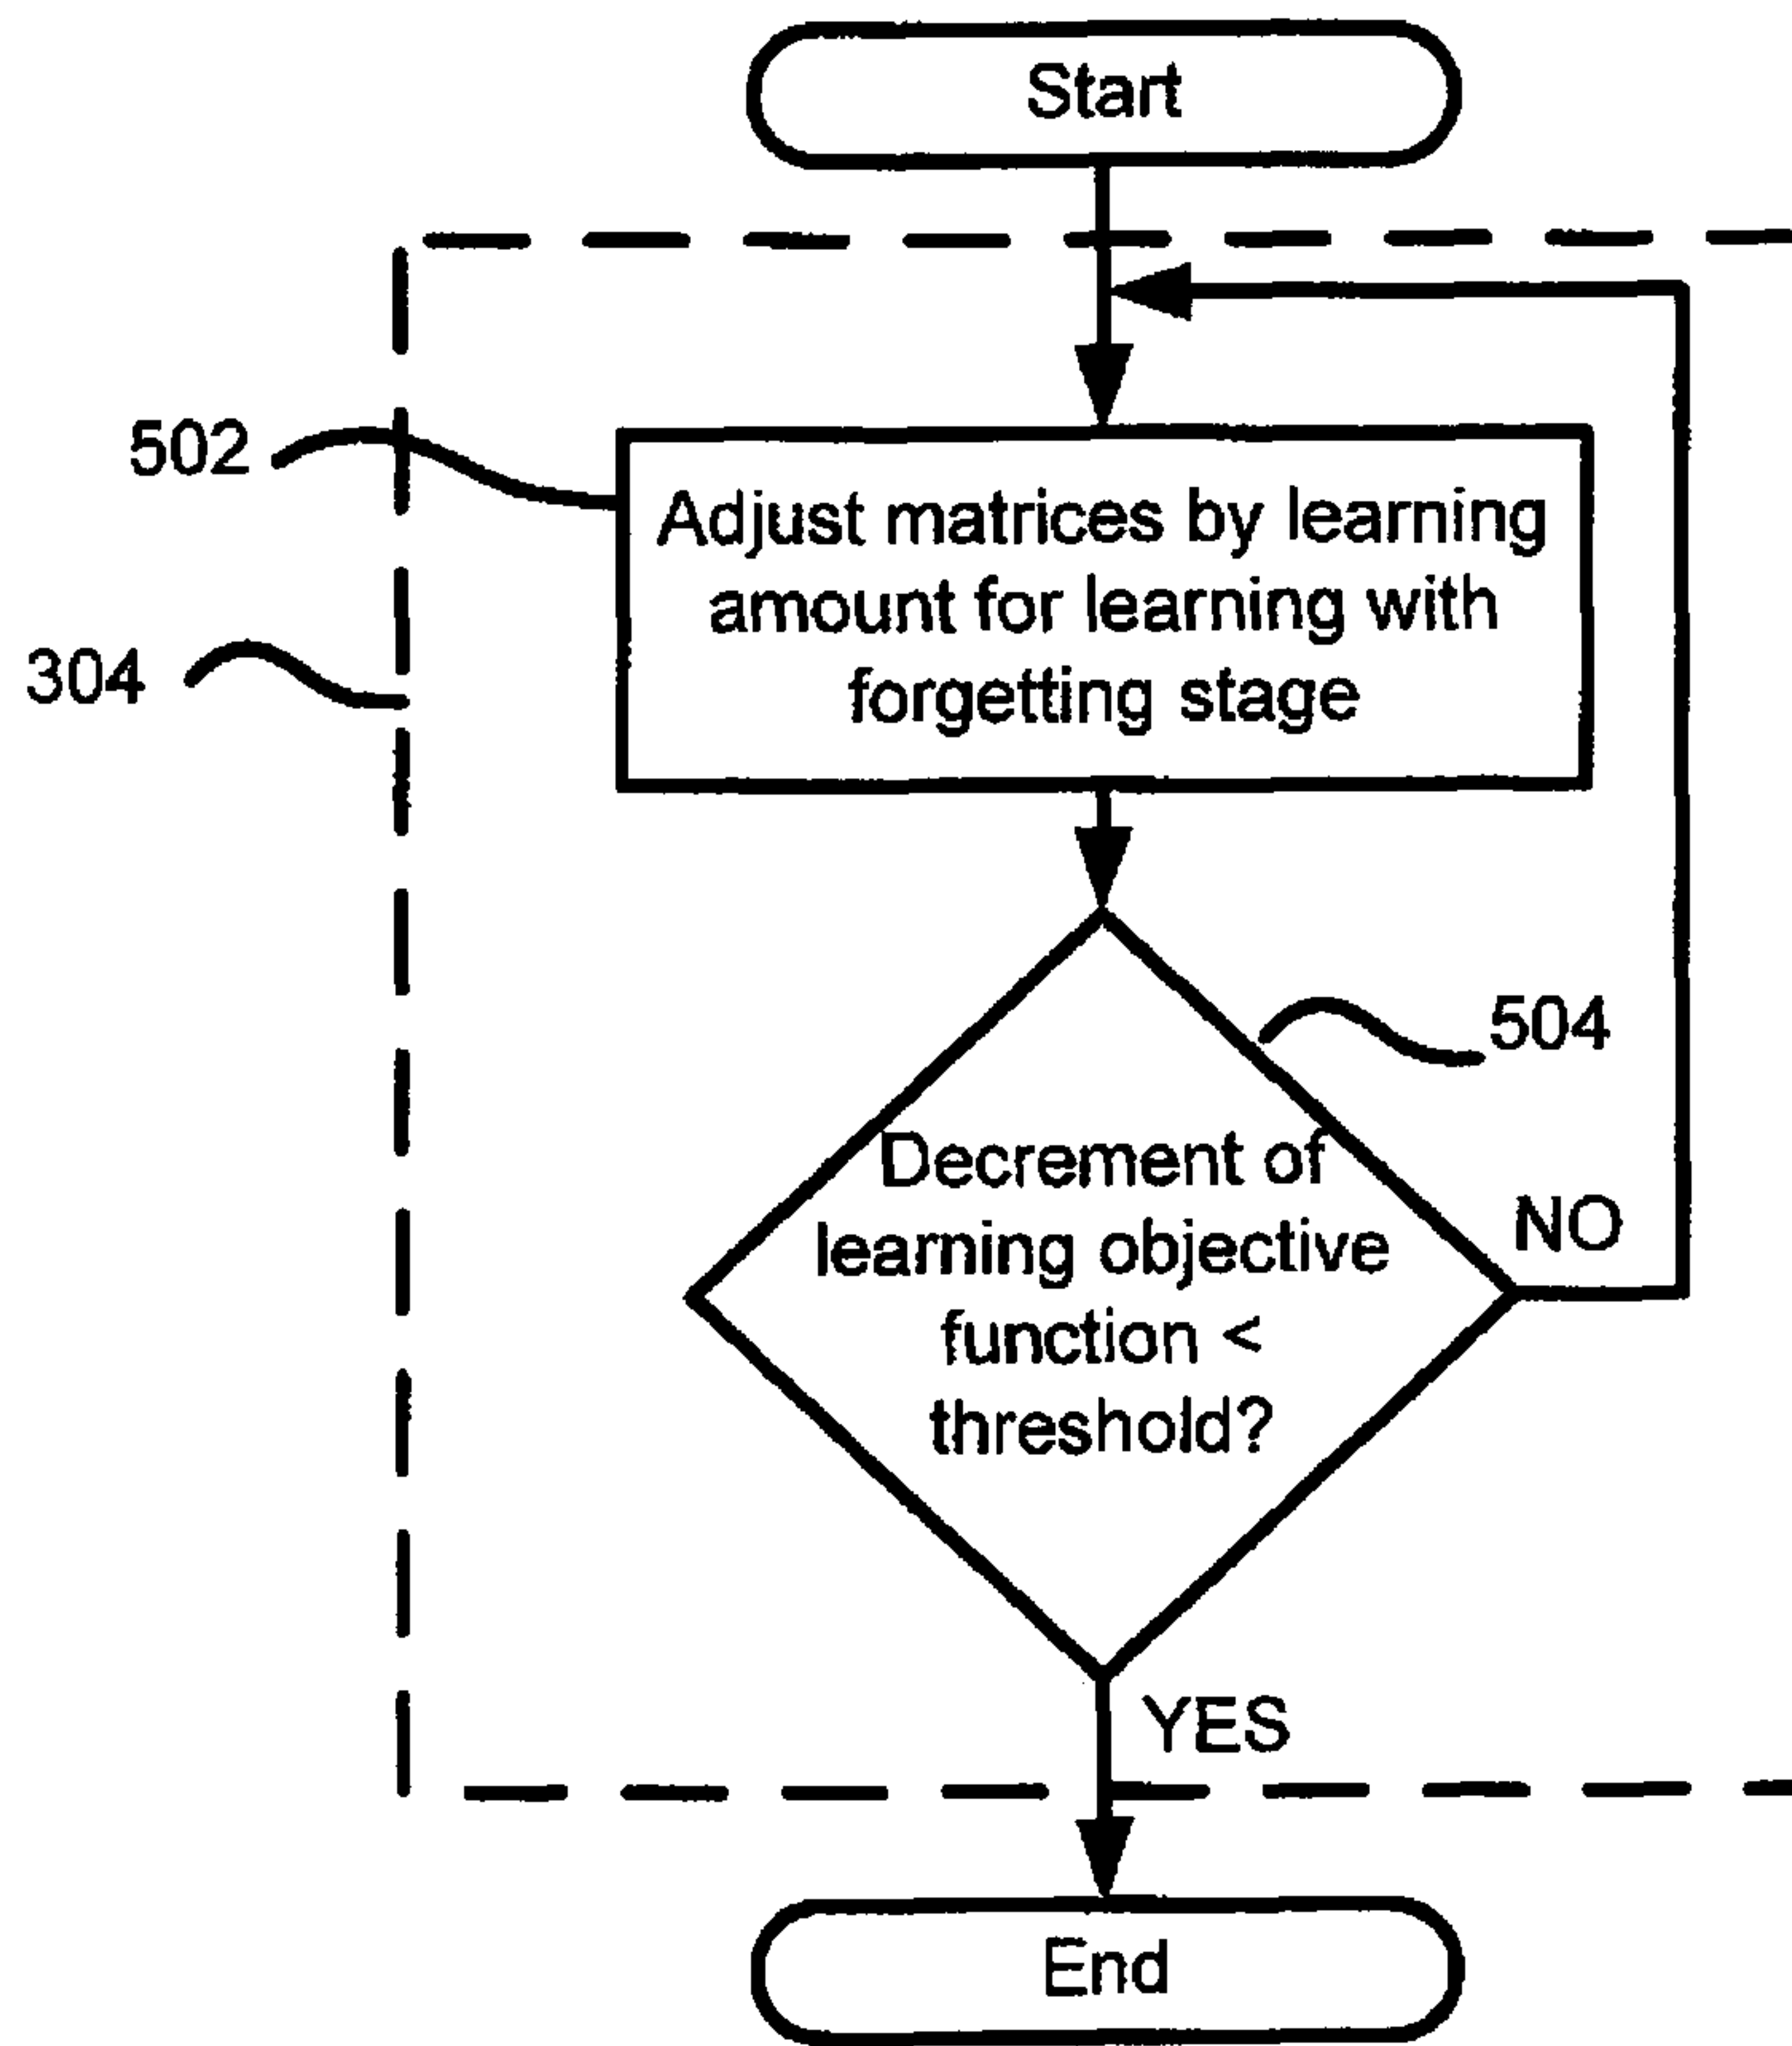 Start
502
Adjust matrices by learning
amount for learning with
forgetting stage
304
504
Decrement of
learning objective
function <
threshold?
NO
YES
End